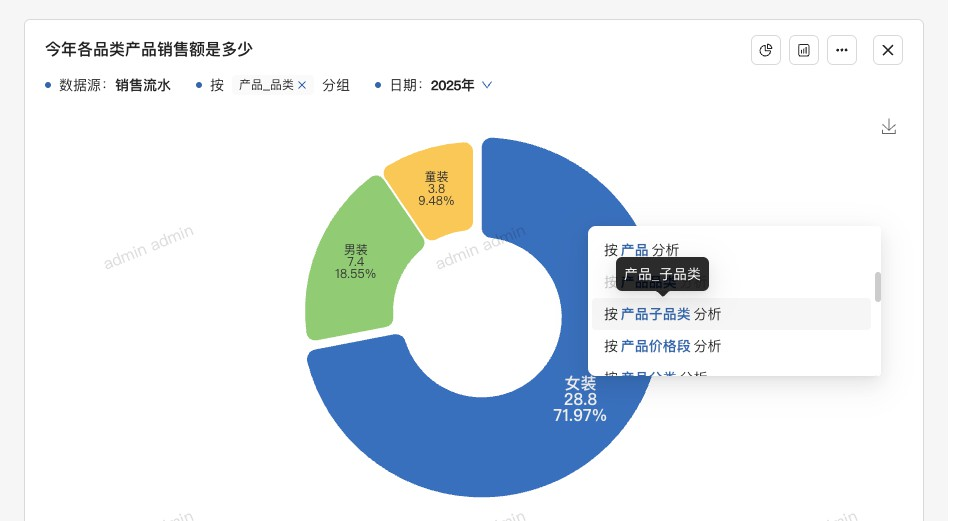 今年各品类产品销售额是多少
数据源：销售流水
按 产品_品类 × 分组
日期：2025年
童装
3.8
9.48%
男装
7.4
18.55%
admin admin
admin admin
按 产品 分析
产品_子品类
按
按 产品子品类 分析
按 产品价格段 分析
女装
28.8
71.97%